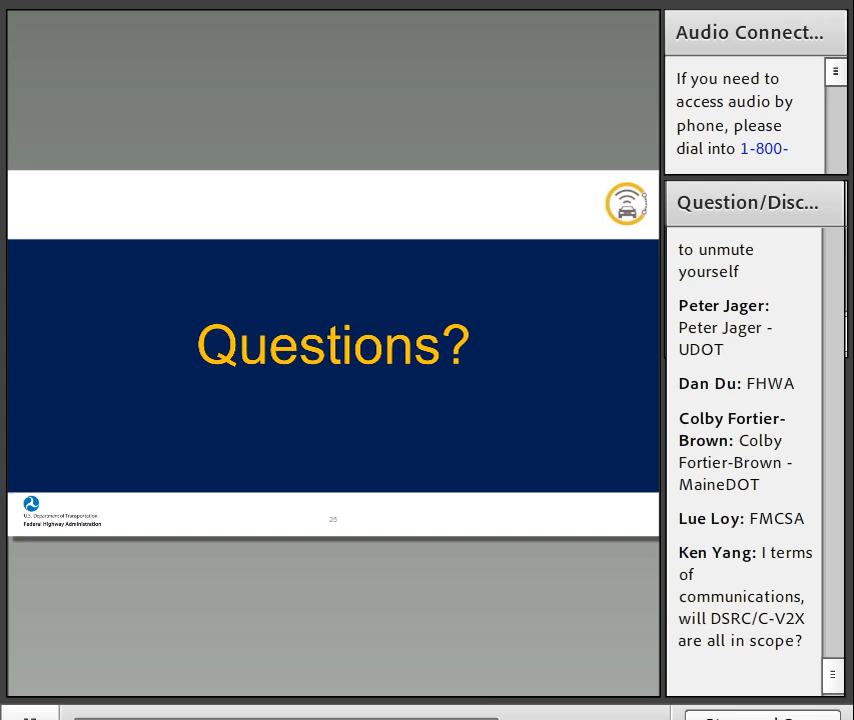 Questions?
U.S. Department of Transportation
Federal Highway Administration
26
Audio Connect...
If you need to
access audio by
phone, please
dial into 1-800-
Question/Disc...
to unmute
yourself
Peter Jager:
Peter Jager -
UDOT
Dan Du: FHWA
Colby Fortier-
Brown: Colby
Fortier-Brown -
MaineDOT
Lue Loy: FMCSA
Ken Yang: I terms
of
communications,
will DSRC/C-V2X
are all in scope?